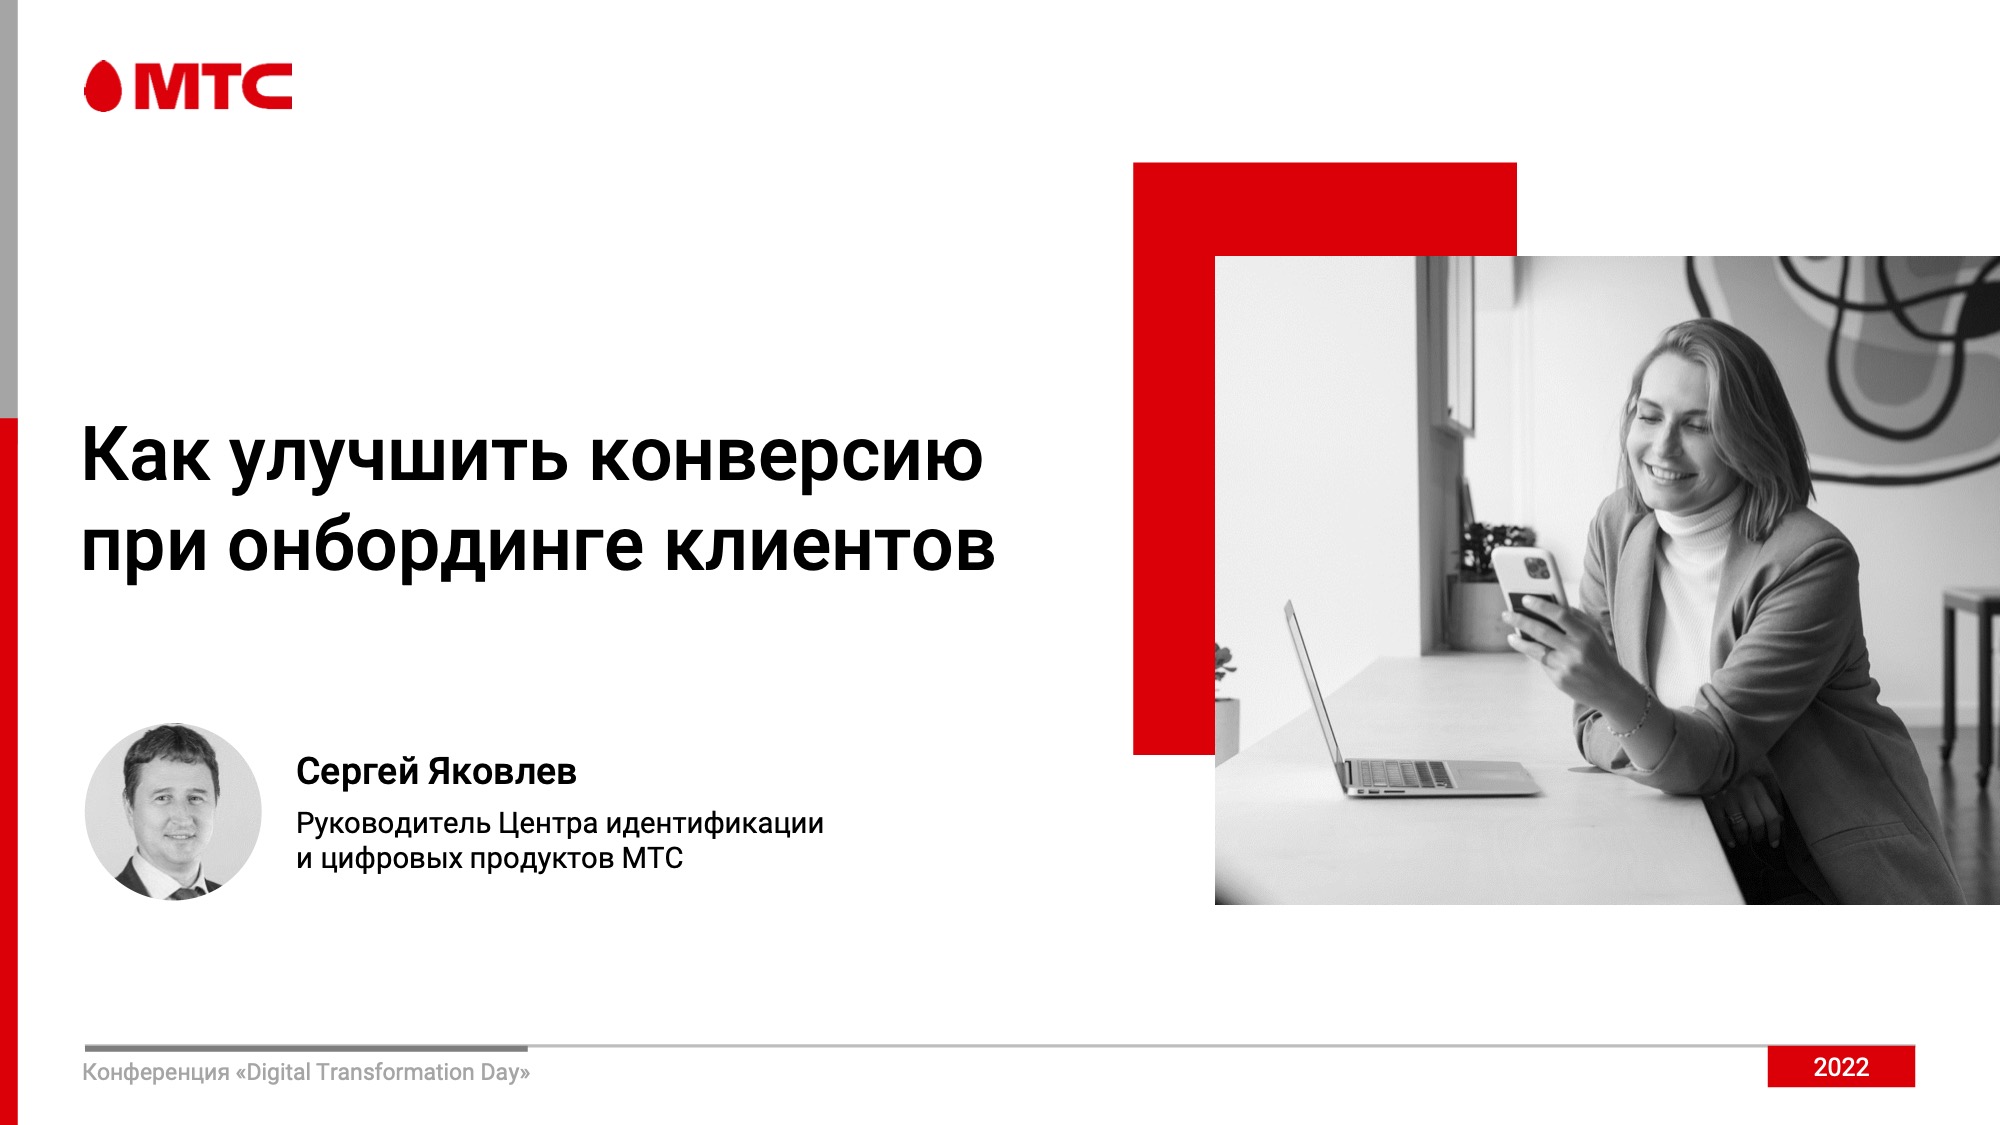 МТС
Как улучшить конверсию
при онбординге клиентов
Сергей Яковлев
Руководитель Центра идентификации
и цифровых продуктов МТС
Конференция «Digital Transformation Day»
2022